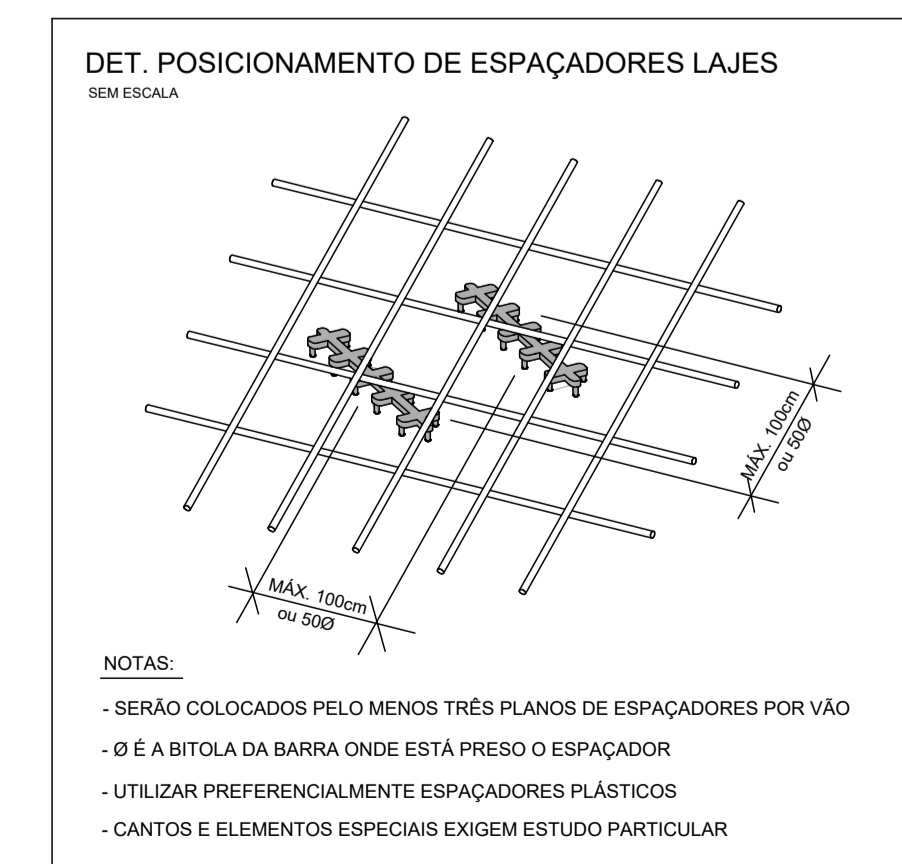 DET. POSICIONAMENTO DE ESPAÇADORES LAJES
SEM ESCALA
MÁX. 100cm
ou 50Ø
MÁX. 100cm
ou 50Ø
NOTAS:
- SERÃO COLOCADOS PELO MENOS TRÊS PLANOS DE ESPAÇADORES POR VÃO
- Ø É A BITOLA DA BARRA ONDE ESTÁ PRESO O ESPAÇADOR
- UTILIZAR PREFERENCIALMENTE ESPAÇADORES PLÁSTICOS
- CANTOS E ELEMENTOS ESPECIAIS EXIGEM ESTUDO PARTICULAR